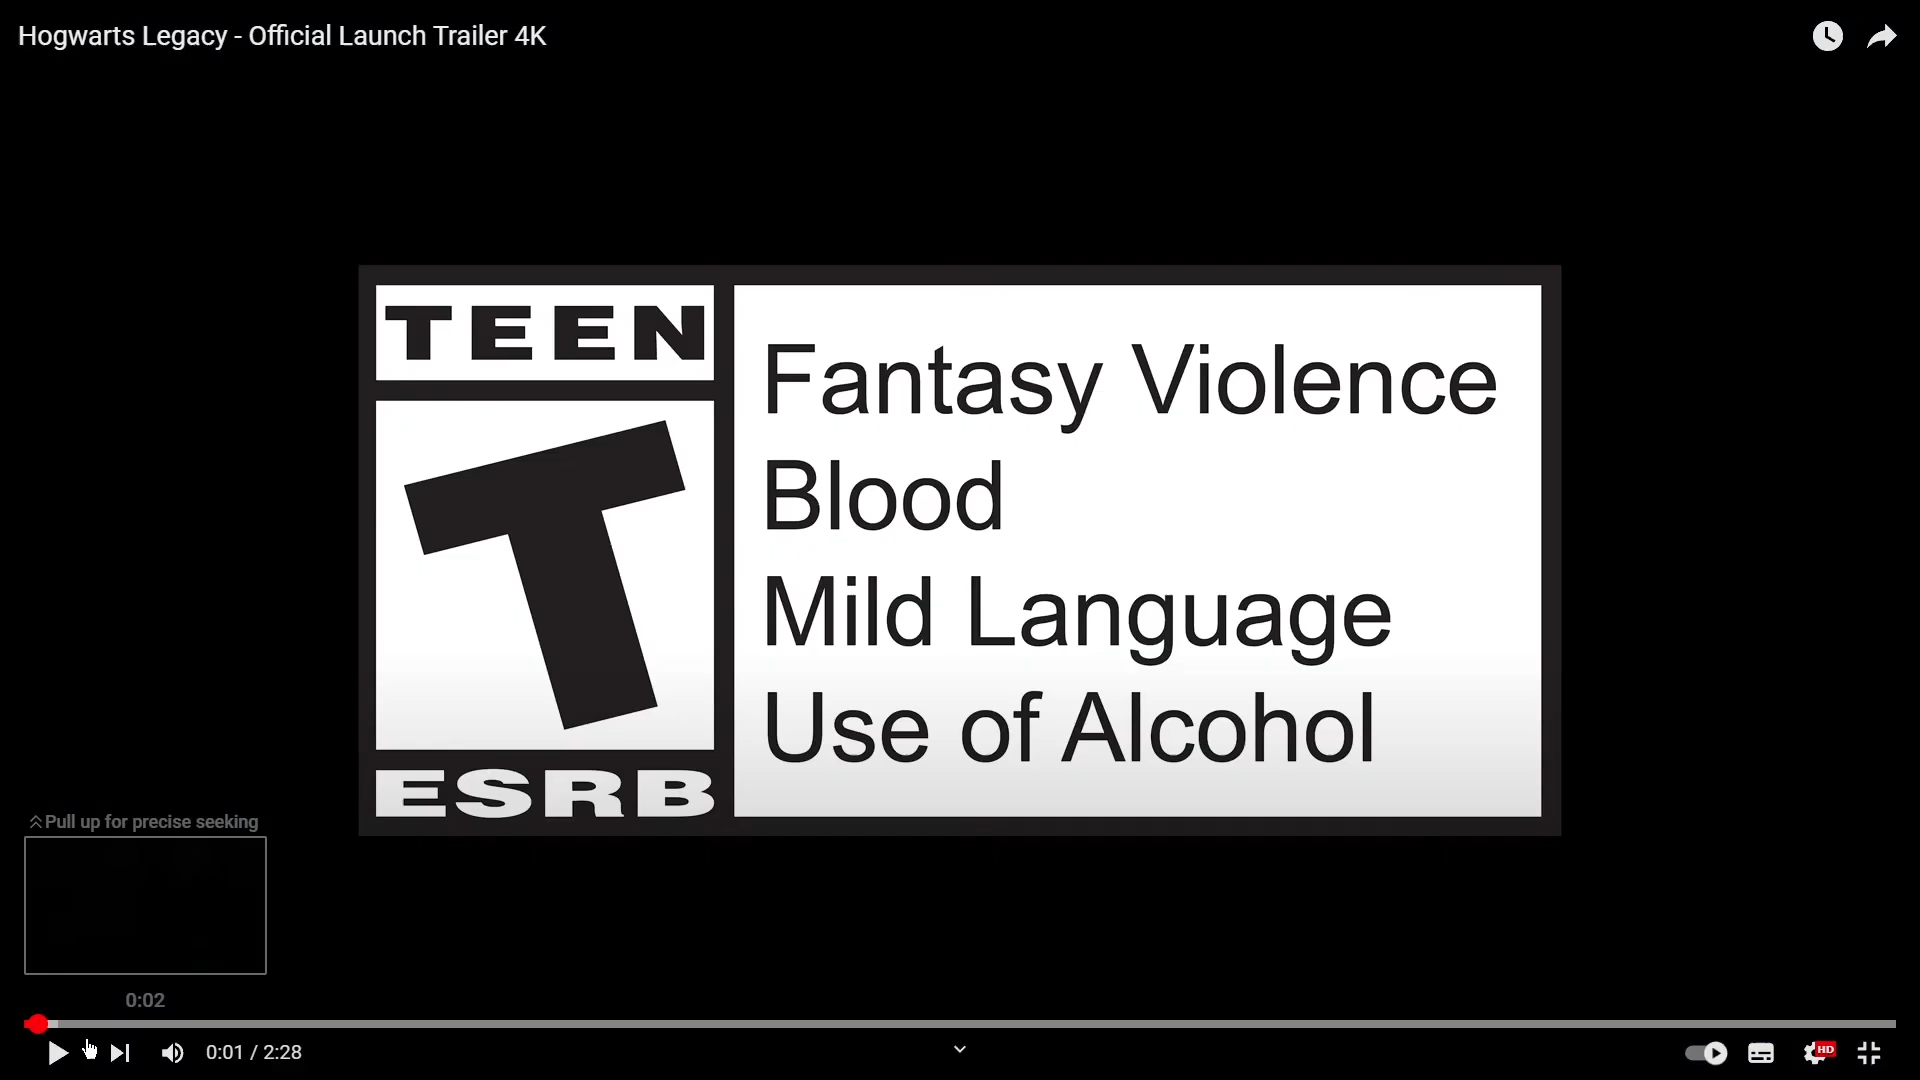 Hogwarts Legacy - Official Launch Trailer 4K
TEEN
T
ESRB
Fantasy Violence
Blood
Mild Language
Use of Alcohol
Pull up for precise seeking
0:02
0:01 / 2:28
HD